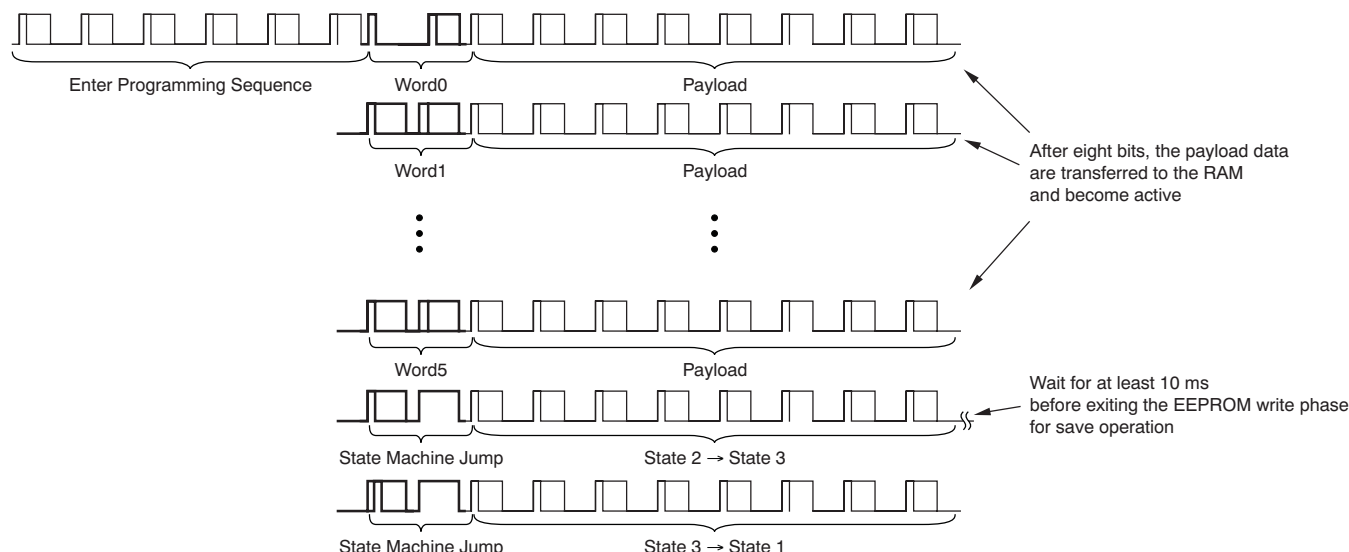 Enter Programming Sequence
Word0
Payload
Word1
Payload
After eight bits, the payload data
are transferred to the RAM
and become active
Word5
Payload
Wait for at least 10 ms
before exiting the EEPROM write phase
for save operation
State Machine Jump
State 2 → State 3
State Machine Jump
State 3 → State 1